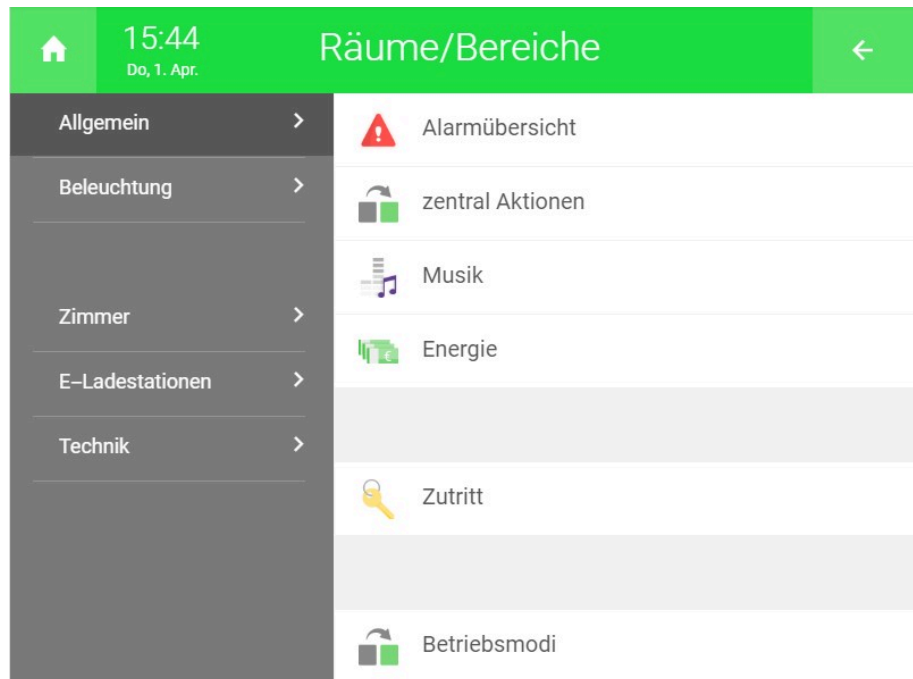 15:44
Do, 1. Apr.
Räume/Bereiche
Allgemein
Beleuchtung
Zimmer
E–Ladestationen
Technik
Alarmübersicht
zentral Aktionen
Musik
Energie
Zutritt
Betriebsmodi